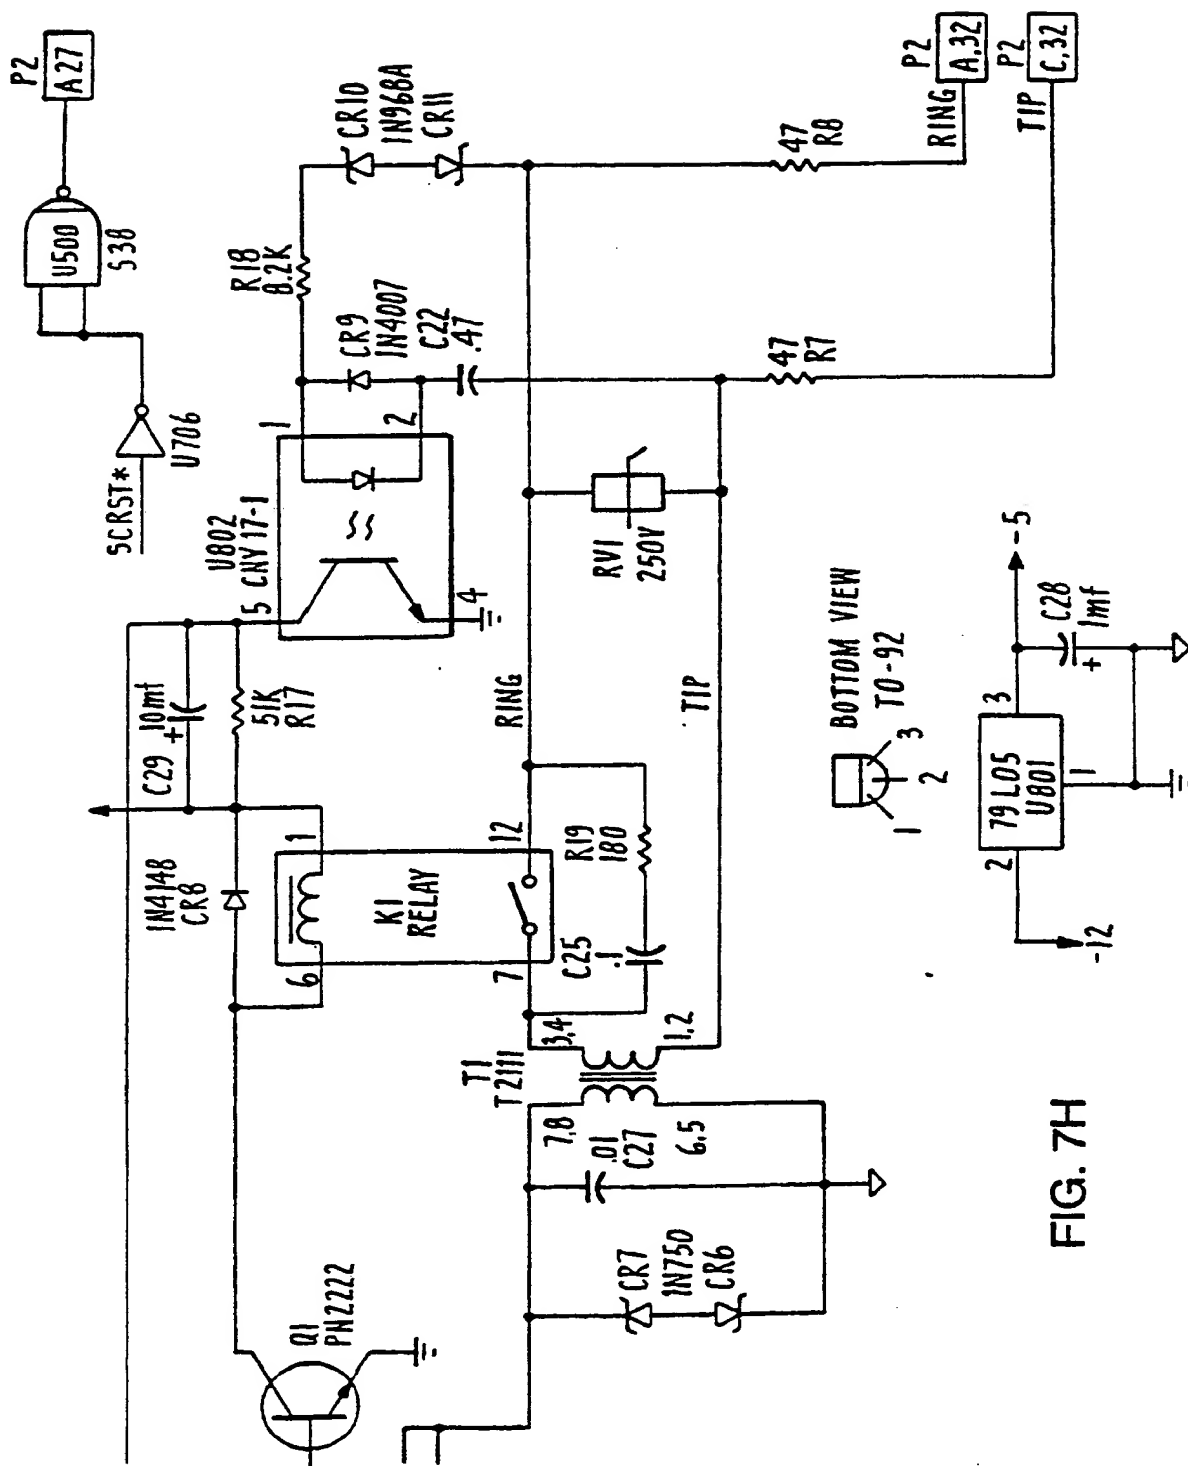 P2
A27
U500
S38
SCRST*
U706
R18
8.2K
CR10
1N968A
CR11
CR9
1N4007
C22
.47
1
2
U802
CNY17-1
5
4
C29
+
10mf
51K
R17
1N4148
CR8
1
6
K1
RELAY
12
7
RING
R19
180
C25
.1
TIP
RV1
250V
47
R8
47
R7
RING
P2
A,32
TIP
P2
C,32
T1
T2111
3,4
1,2
7,8
6,5
.01
C27
CR7
1N750
CR6
Q1
PN2222
BOTTOM VIEW
TO-92
1
2
3
79L05
U801
2
3
1
-12
-5
C28
1mf
+
FIG. 7H